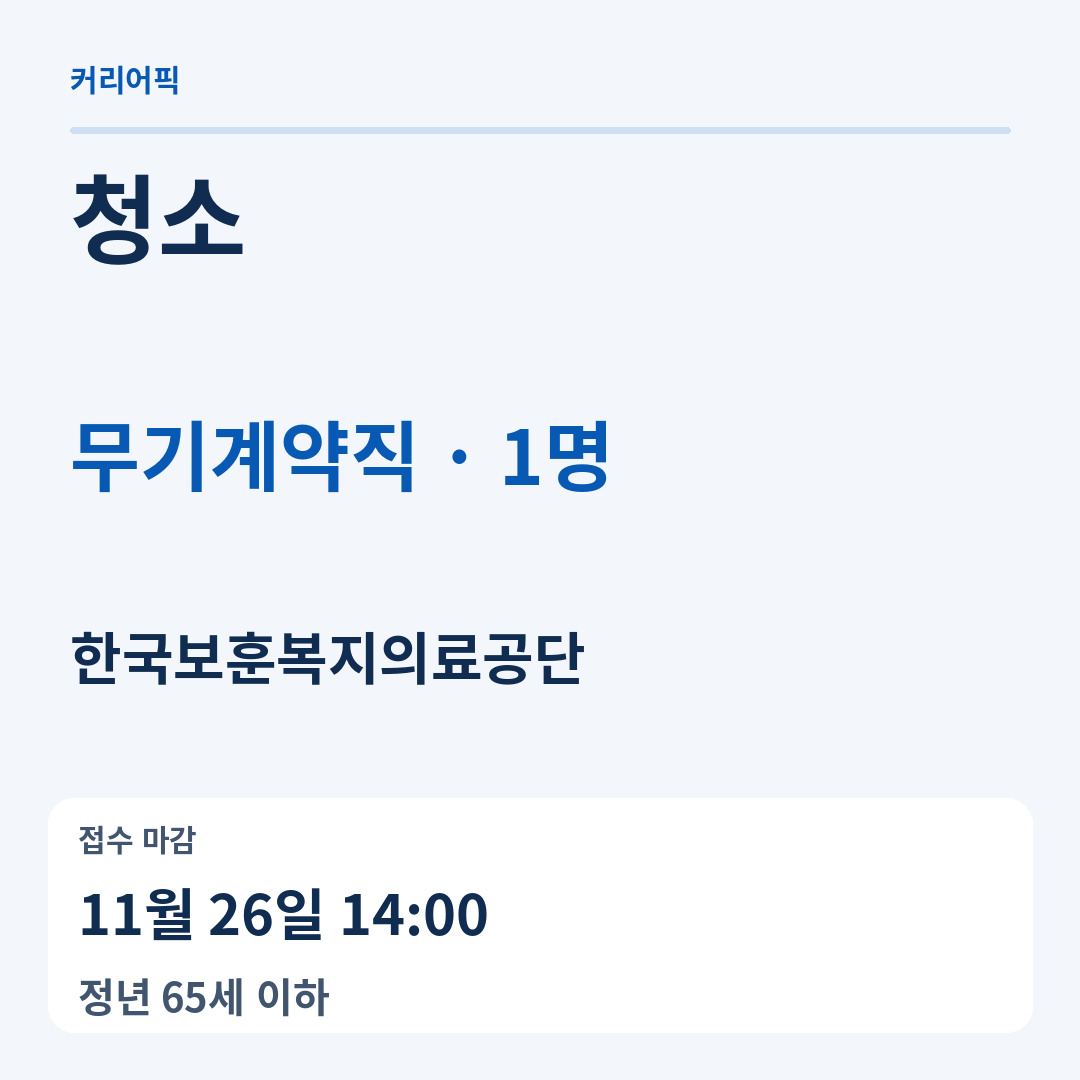 커리어픽
청소
무기계약직 · 1명
한국보훈복지의료공단
접수 마감
11월 26일 14:00
정년 65세 이하